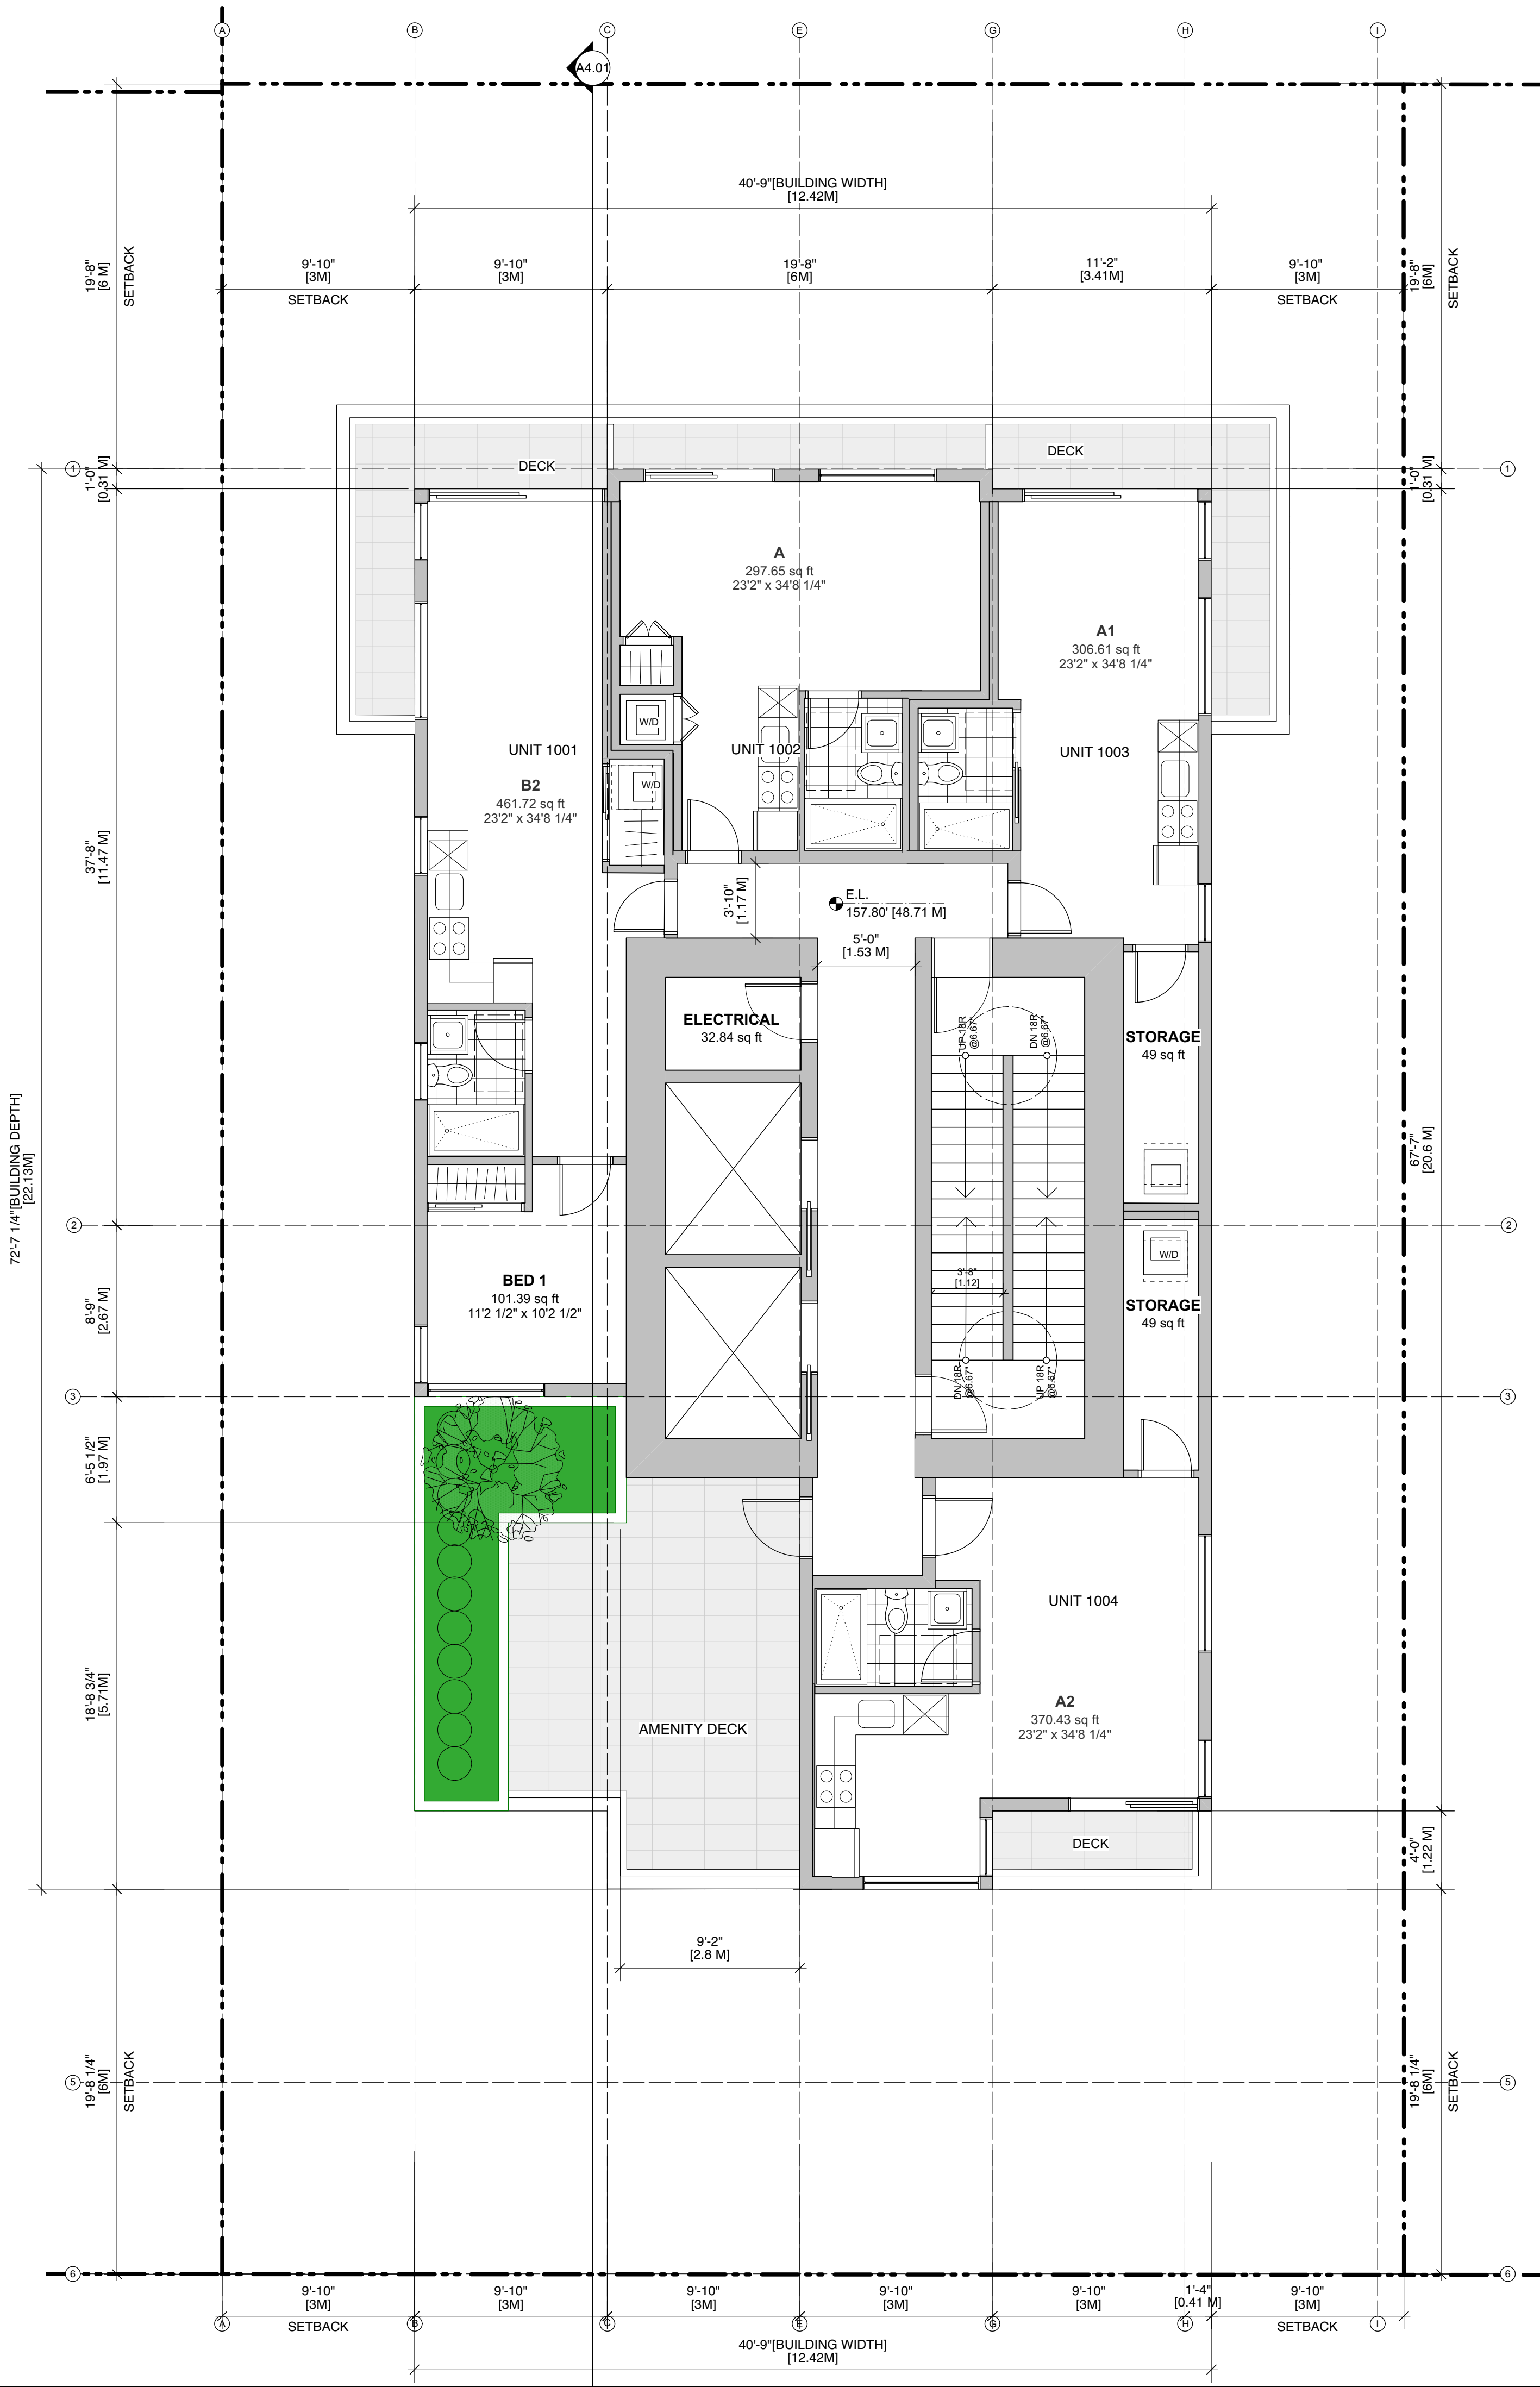 A
B
C
E
G
H
I
A4.01
40'-9"[BUILDING WIDTH]
[12.42M]
9'-10"
[3M]
SETBACK
9'-10"
[3M]
19'-8"
[6M]
11'-2"
[3.41M]
9'-10"
[3M]
SETBACK
19'-8"
[6 M]
SETBACK
19'-8"
[6M]
SETBACK
DECK
DECK
1
1
1'-0"
[0.31 M]
1'-0"
[0.31 M]
A
297.65 sq ft
23'2" x 34'8 1/4"
A1
306.61 sq ft
23'2" x 34'8 1/4"
W/D
UNIT 1001
UNIT 1002
UNIT 1003
B2
461.72 sq ft
23'2" x 34'8 1/4"
W/D
37'-8"
[11.47 M]
3'-10"
[1.17 M]
E.L.
157.80' [48.71 M]
5'-0"
[1.53 M]
ELECTRICAL
32.84 sq ft
UP 18R
@6.67"
DN 18R
@6.67"
STORAGE
49 sq ft
72'-7 1/4"[BUILDING DEPTH]
[22.13M]
67'-7"
[20.6 M]
2
2
W/D
BED 1
101.39 sq ft
11'2 1/2" x 10'2 1/2"
3'-8"
[1.12]
STORAGE
49 sq ft
8'-9"
[2.67 M]
DN 18R
@6.67"
UP 18R
@6.67"
3
3
6'-5 1/2"
[1.97 M]
UNIT 1004
18'-8 3/4"
[5.71M]
AMENITY DECK
A2
370.43 sq ft
23'2" x 34'8 1/4"
DECK
4'-0"
[1.22 M]
9'-2"
[2.8 M]
19'-8 1/4"
[6M]
SETBACK
19'-8 1/4"
[6M]
SETBACK
5
5
6
6
9'-10"
[3M]
SETBACK
9'-10"
[3M]
9'-10"
[3M]
9'-10"
[3M]
9'-10"
[3M]
1'-4"
[0.41 M]
9'-10"
[3M]
SETBACK
A
B
C
E
G
H
I
40'-9"[BUILDING WIDTH]
[12.42M]